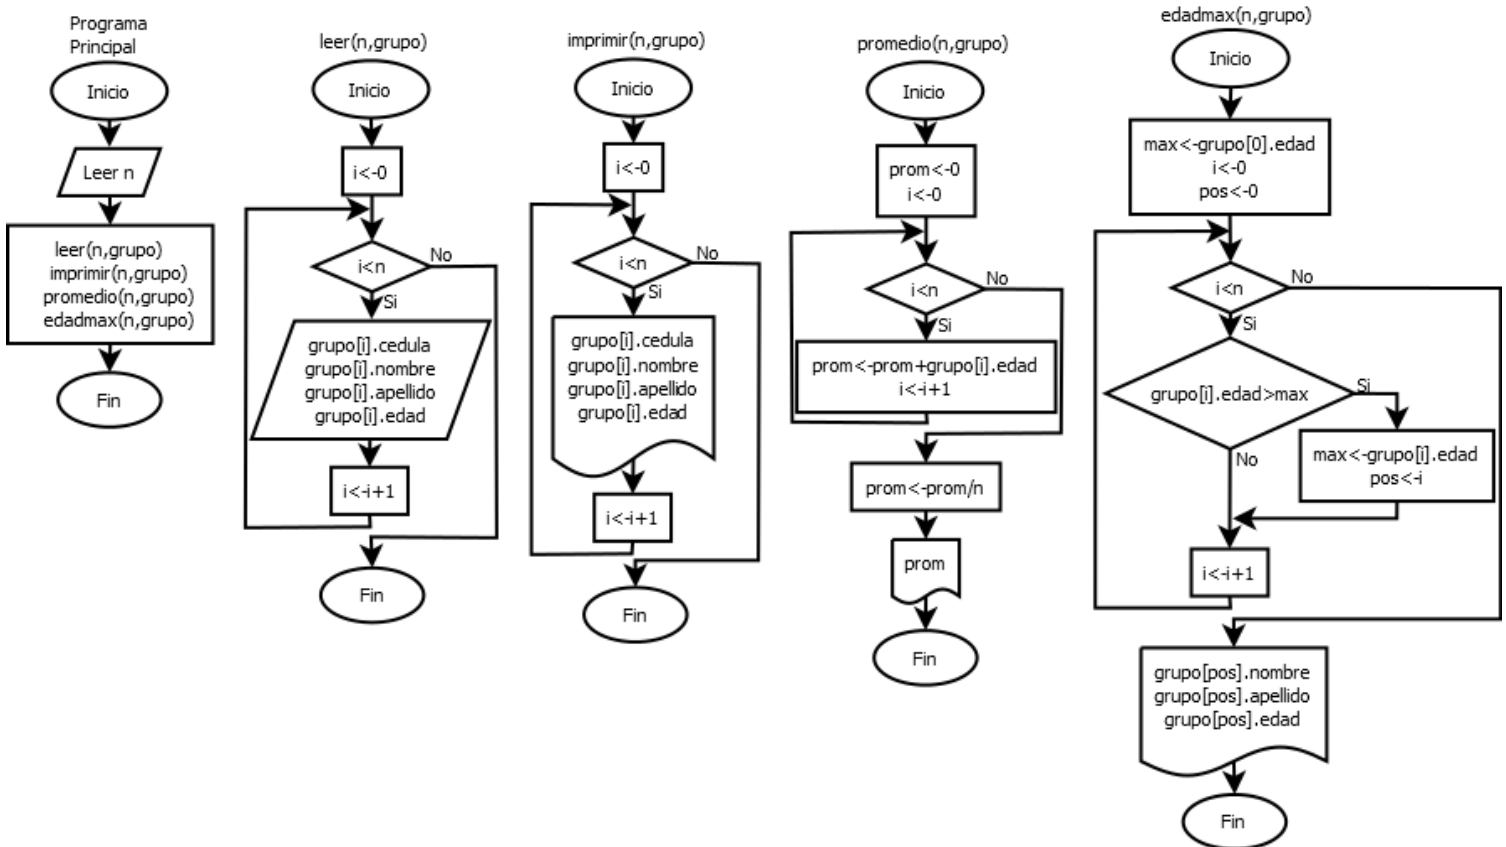 Programa
Principal
Inicio
Leer n
leer(n,grupo)
imprimir(n,grupo)
promedio(n,grupo)
edadmax(n,grupo)
Fin
leer(n,grupo)
Inicio
i<-0
i<n
No
Si
grupo[i].cedula
grupo[i].nombre
grupo[i].apellido
grupo[i].edad
i<-i+1
Fin
imprimir(n,grupo)
Inicio
i<-0
i<n
No
Si
grupo[i].cedula
grupo[i].nombre
grupo[i].apellido
grupo[i].edad
i<-i+1
Fin
promedio(n,grupo)
Inicio
prom<-0
i<-0
i<n
No
Si
prom<-prom+grupo[i].edad
i<-i+1
prom<-prom/n
prom
Fin
edadmax(n,grupo)
Inicio
max<-grupo[0].edad
i<-0
pos<-0
i<n
No
Si
grupo[i].edad>max
Si
No
max<-grupo[i].edad
pos<-i
i<-i+1
grupo[pos].nombre
grupo[pos].apellido
grupo[pos].edad
Fin